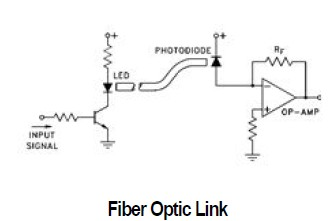 PHOTODIODE
RF
LED
OP-AMP
INPUT
SIGNAL
Fiber Optic Link